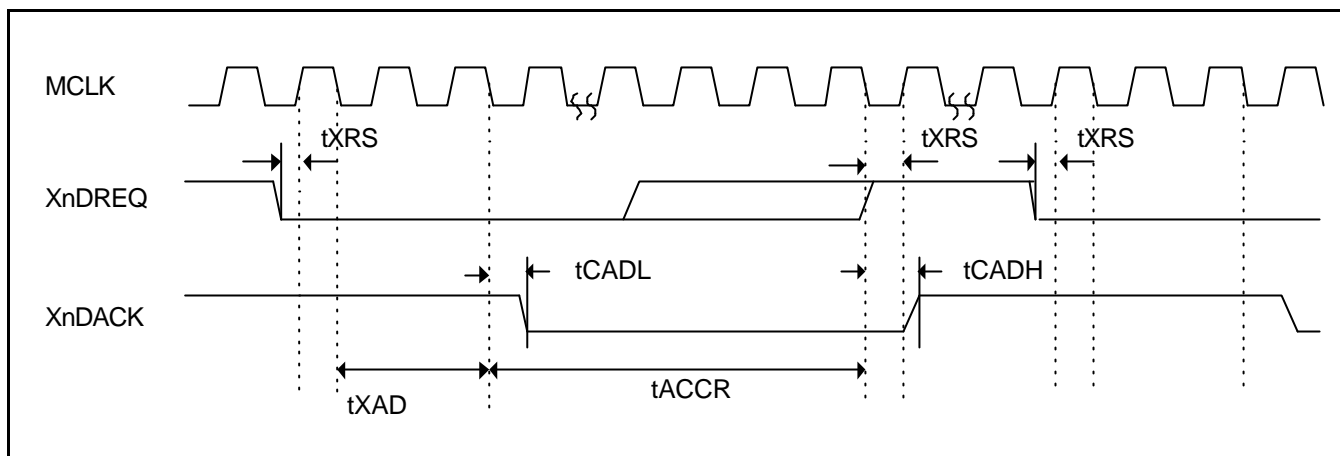 MCLK
tXRS
tXRS
tXRS
XnDREQ
tCADL
tCADH
XnDACK
tXAD
tACCR